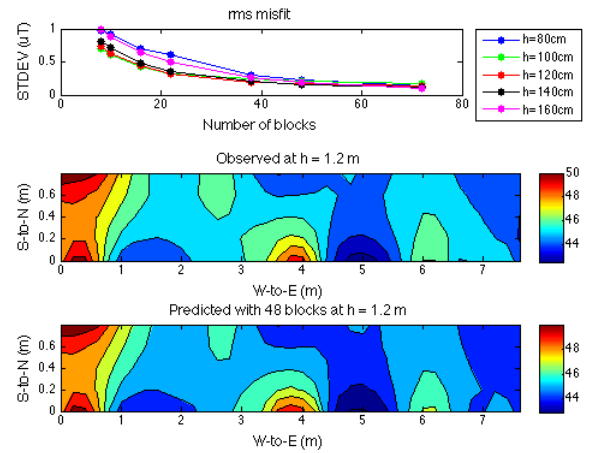 rms misfit
STDEV (uT)
1
0.5
0
0 20 40 60 80
Number of blocks
h=80cm
h=100cm
h=120cm
h=140cm
h=160cm
Observed at h = 1.2 m
S-to-N (m)
0.6
0.4
0.2
0
0 1 2 3 4 5 6 7
W-to-E (m)
50
48
46
44
Predicted with 48 blocks at h = 1.2 m
S-to-N (m)
0.6
0.4
0.2
0
0 1 2 3 4 5 6 7
W-to-E (m)
48
46
44